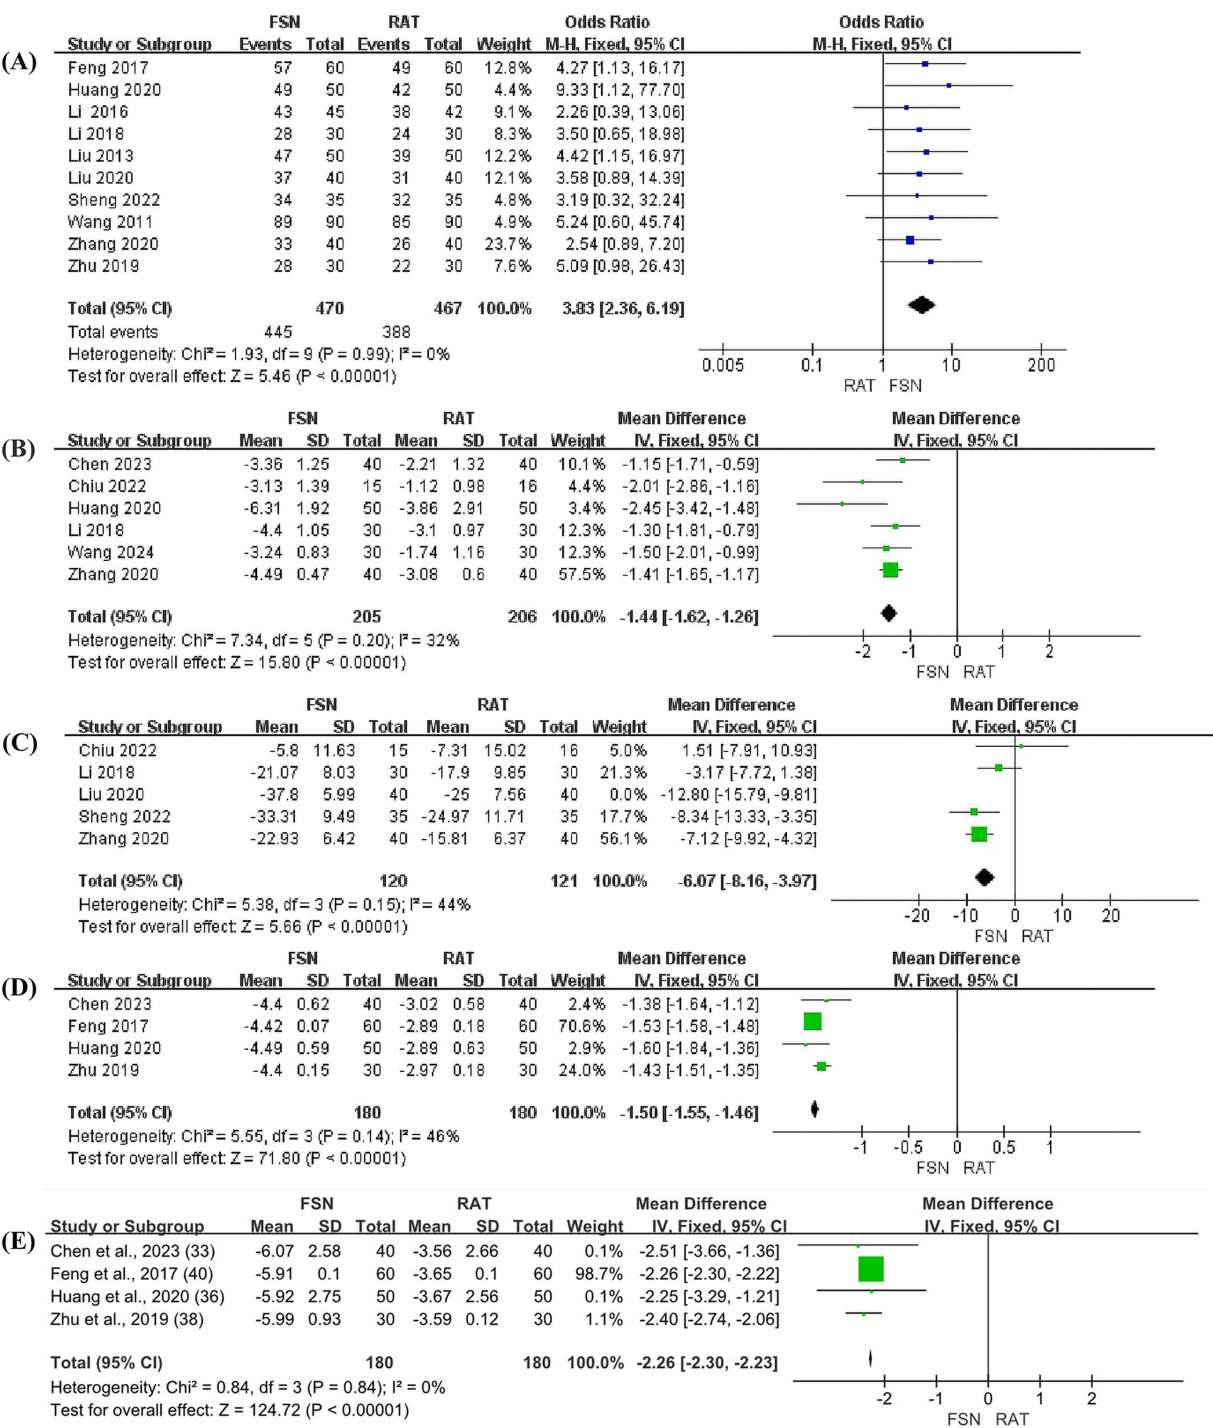 (A)
FSN RAT Odds Ratio Odds Ratio
Study or Subgroup Events Total Events Total Weight M-H, Fixed, 95% CI M-H, Fixed, 95% CI
Feng 2017 57 60 49 60 12.8% 4.27 [1.13, 16.17]
Huang 2020 49 50 42 50 4.4% 9.33 [1.12, 77.70]
Li 2016 43 45 38 42 9.1% 2.26 [0.39, 13.06]
Li 2018 28 30 24 30 8.3% 3.50 [0.65, 18.98]
Liu 2013 47 50 39 50 12.2% 4.42 [1.15, 16.97]
Liu 2020 37 40 31 40 12.1% 3.58 [0.89, 14.39]
Sheng 2022 34 35 32 35 4.8% 3.19 [0.32, 32.24]
Wang 2011 89 90 85 90 4.9% 5.24 [0.60, 45.74]
Zhang 2020 33 40 26 40 23.7% 2.54 [0.89, 7.20]
Zhu 2019 28 30 22 30 7.6% 5.09 [0.98, 26.43]
Total (95% CI) 470 467 100.0% 3.83 [2.36, 6.19]
Total events 445 388
Heterogeneity: Chi² = 1.93, df = 9 (P = 0.99); I² = 0%
Test for overall effect: Z = 5.46 (P < 0.00001)
0.005 0.1 1 10 200
RAT FSN
(B)
FSN RAT Mean Difference Mean Difference
Study or Subgroup Mean SD Total Mean SD Total Weight IV, Fixed, 95% CI IV, Fixed, 95% CI
Chen 2023 -3.36 1.25 40 -2.21 1.32 40 10.1% -1.15 [-1.71, -0.59]
Chiu 2022 -3.13 1.39 15 -1.12 0.98 16 4.4% -2.01 [-2.86, -1.16]
Huang 2020 -6.31 1.92 50 -3.86 2.91 50 3.4% -2.45 [-3.42, -1.48]
Li 2018 -4.4 1.05 30 -3.1 0.97 30 12.3% -1.30 [-1.81, -0.79]
Wang 2024 -3.24 0.83 30 -1.74 1.16 30 12.3% -1.50 [-2.01, -0.99]
Zhang 2020 -4.49 0.47 40 -3.08 0.6 40 57.5% -1.41 [-1.65, -1.17]
Total (95% CI) 205 206 100.0% -1.44 [-1.62, -1.26]
Heterogeneity: Chi² = 7.34, df = 5 (P = 0.20); I² = 32%
Test for overall effect: Z = 15.80 (P < 0.00001)
-2 -1 0 1 2
FSN RAT
(C)
FSN RAT Mean Difference Mean Difference
Study or Subgroup Mean SD Total Mean SD Total Weight IV, Fixed, 95% CI IV, Fixed, 95% CI
Chiu 2022 -5.8 11.63 15 -7.31 15.02 16 5.0% 1.51 [-7.91, 10.93]
Li 2018 -21.07 8.03 30 -17.9 9.85 30 21.3% -3.17 [-7.72, 1.38]
Liu 2020 -37.8 5.99 40 -25 7.56 40 0.0% -12.80 [-15.79, -9.81]
Sheng 2022 -33.31 9.49 35 -24.97 11.71 35 17.7% -8.34 [-13.33, -3.35]
Zhang 2020 -22.93 6.42 40 -15.81 6.37 40 56.1% -7.12 [-9.92, -4.32]
Total (95% CI) 120 121 100.0% -6.07 [-8.16, -3.97]
Heterogeneity: Chi² = 5.38, df = 3 (P = 0.15); I² = 44%
Test for overall effect: Z = 5.66 (P < 0.00001)
-20 -10 0 10 20
FSN RAT
(D)
FSN RAT Mean Difference Mean Difference
Study or Subgroup Mean SD Total Mean SD Total Weight IV, Fixed, 95% CI IV, Fixed, 95% CI
Chen 2023 -4.4 0.62 40 -3.02 0.58 40 2.4% -1.38 [-1.64, -1.12]
Feng 2017 -4.42 0.07 60 -2.89 0.18 60 70.6% -1.53 [-1.58, -1.48]
Huang 2020 -4.49 0.59 50 -2.89 0.63 50 2.9% -1.60 [-1.84, -1.36]
Zhu 2019 -4.4 0.15 30 -2.97 0.18 30 24.0% -1.43 [-1.51, -1.35]
Total (95% CI) 180 180 100.0% -1.50 [-1.55, -1.46]
Heterogeneity: Chi² = 5.55, df = 3 (P = 0.14); I² = 46%
Test for overall effect: Z = 71.80 (P < 0.00001)
-1 -0.5 0 0.5 1
FSN RAT
(E)
FSN RAT Mean Difference Mean Difference
Study or Subgroup Mean SD Total Mean SD Total Weight IV, Fixed, 95% CI IV, Fixed, 95% CI
Chen et al., 2023 (33) -6.07 2.58 40 -3.56 2.66 40 0.1% -2.51 [-3.66, -1.36]
Feng et al., 2017 (40) -5.91 0.1 60 -3.65 0.1 60 98.7% -2.26 [-2.30, -2.22]
Huang et al., 2020 (36) -5.92 2.75 50 -3.67 2.56 50 0.1% -2.25 [-3.29, -1.21]
Zhu et al., 2019 (38) -5.99 0.93 30 -3.59 0.12 30 1.1% -2.40 [-2.74, -2.06]
Total (95% CI) 180 180 100.0% -2.26 [-2.30, -2.23]
Heterogeneity: Chi² = 0.84, df = 3 (P = 0.84); I² = 0%
Test for overall effect: Z = 124.72 (P < 0.00001)
-2 -1 0 1 2
FSN RAT